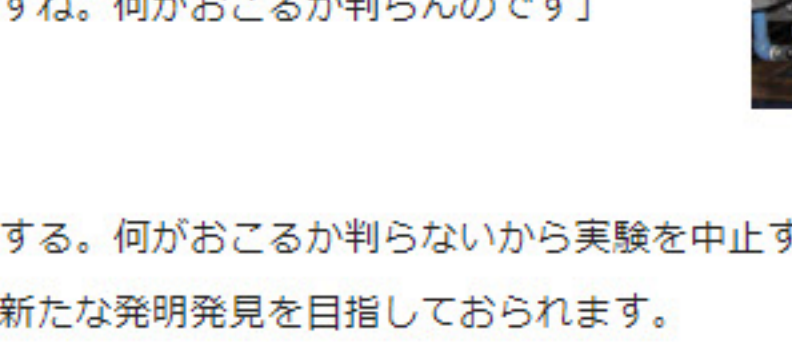 すね。何がおこるか判らんのです」
する。何がおこるか判らないから実験を中止す
新たな発明発見を目指しておられます。